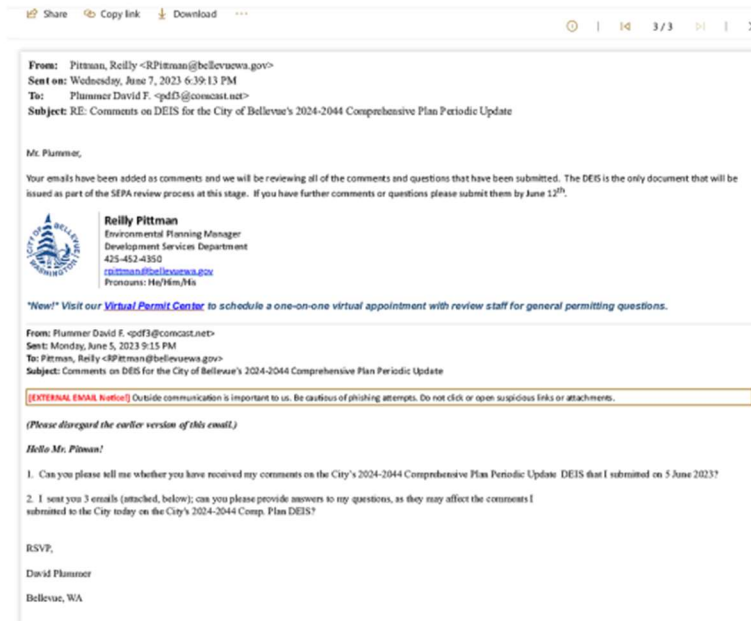 Share Copy link Download ...
3/3
From: Pittman, Reilly <RPittman@bellevuewa.gov>
Sent on: Wednesday, June 7, 2023 6:39:13 PM
To: Plummer David F. <pdf3@comcast.net>
Subject: RE: Comments on DEIS for the City of Bellevue's 2024-2044 Comprehensive Plan Periodic Update
Mr. Plummer,
Your emails have been added as comments and we will be reviewing all of the comments and questions that have been submitted. The DEIS is the only document that will be
issued as part of the SEPA review process at this stage. If you have further comments or questions please submit them by June 12th.
CITY OF BELLEVUE
WASHINGTON
Reilly Pittman
Environmental Planning Manager
Development Services Department
425-452-4350
rpittman@bellevuewa.gov
Pronouns: He/Him/His
*New!* Visit our Virtual Permit Center to schedule a one-on-one virtual appointment with review staff for general permitting questions.
From: Plummer David F. <pdf3@comcast.net>
Sent: Monday, June 5, 2023 9:15 PM
To: Pittman, Reilly <RPittman@bellevuewa.gov>
Subject: Comments on DEIS for the City of Bellevue's 2024-2044 Comprehensive Plan Periodic Update
[EXTERNAL EMAIL Notice!] Outside communication is important to us. Be cautious of phishing attempts. Do not click or open suspicious links or attachments.
(Please disregard the earlier version of this email.)
Hello Mr. Pitman!
1. Can you please tell me whether you have received my comments on the City's 2024-2044 Comprehensive Plan Periodic Update DEIS that I submitted on 5 June 2023?
2. I sent you 3 emails (attached, below); can you please provide answers to my questions, as they may affect the comments I
submitted to the City today on the City's 2024-2044 Comp. Plan DEIS?
RSVP,
David Plummer
Bellevue, WA